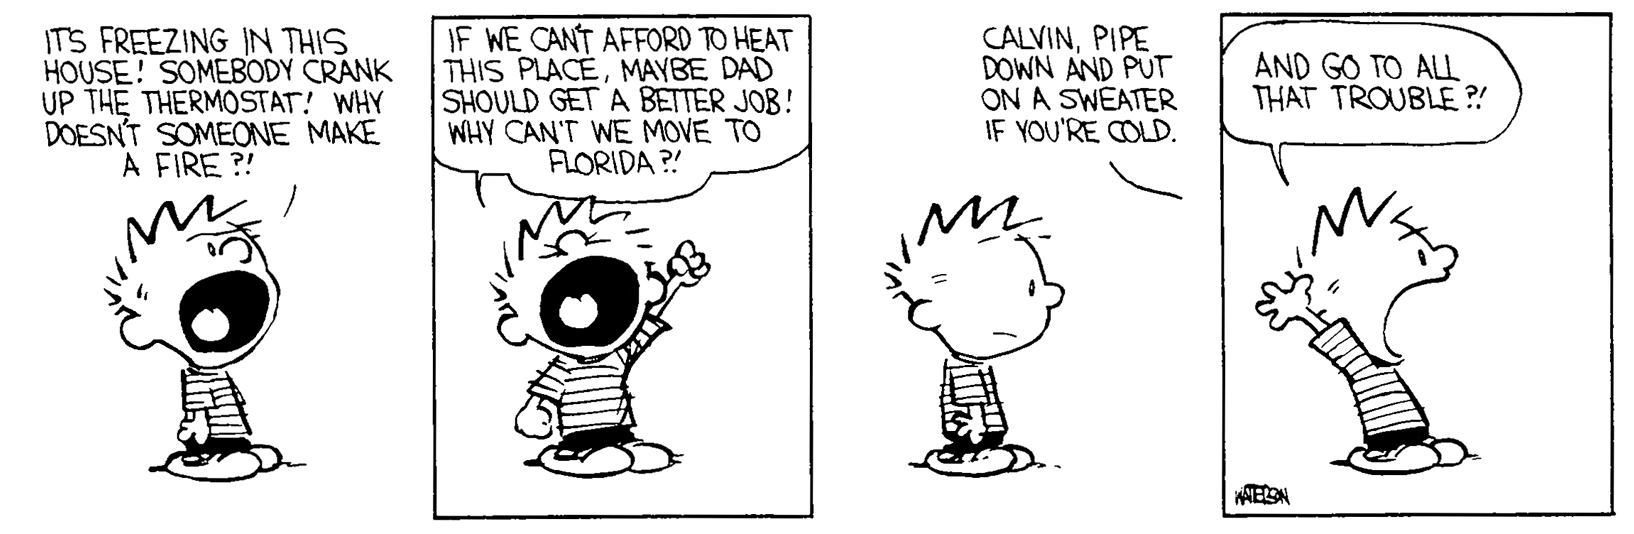 IT'S FREEZING IN THIS
HOUSE! SOMEBODY CRANK
UP THE THERMOSTAT! WHY
DOESN'T SOMEONE MAKE
A FIRE?!
IF WE CAN'T AFFORD TO HEAT
THIS PLACE, MAYBE DAD
SHOULD GET A BETTER JOB!
WHY CAN'T WE MOVE TO
FLORIDA?!
CALVIN, PIPE
DOWN AND PUT
ON A SWEATER
IF YOU'RE COLD.
AND GO TO ALL
THAT TROUBLE?!
WATTERSON